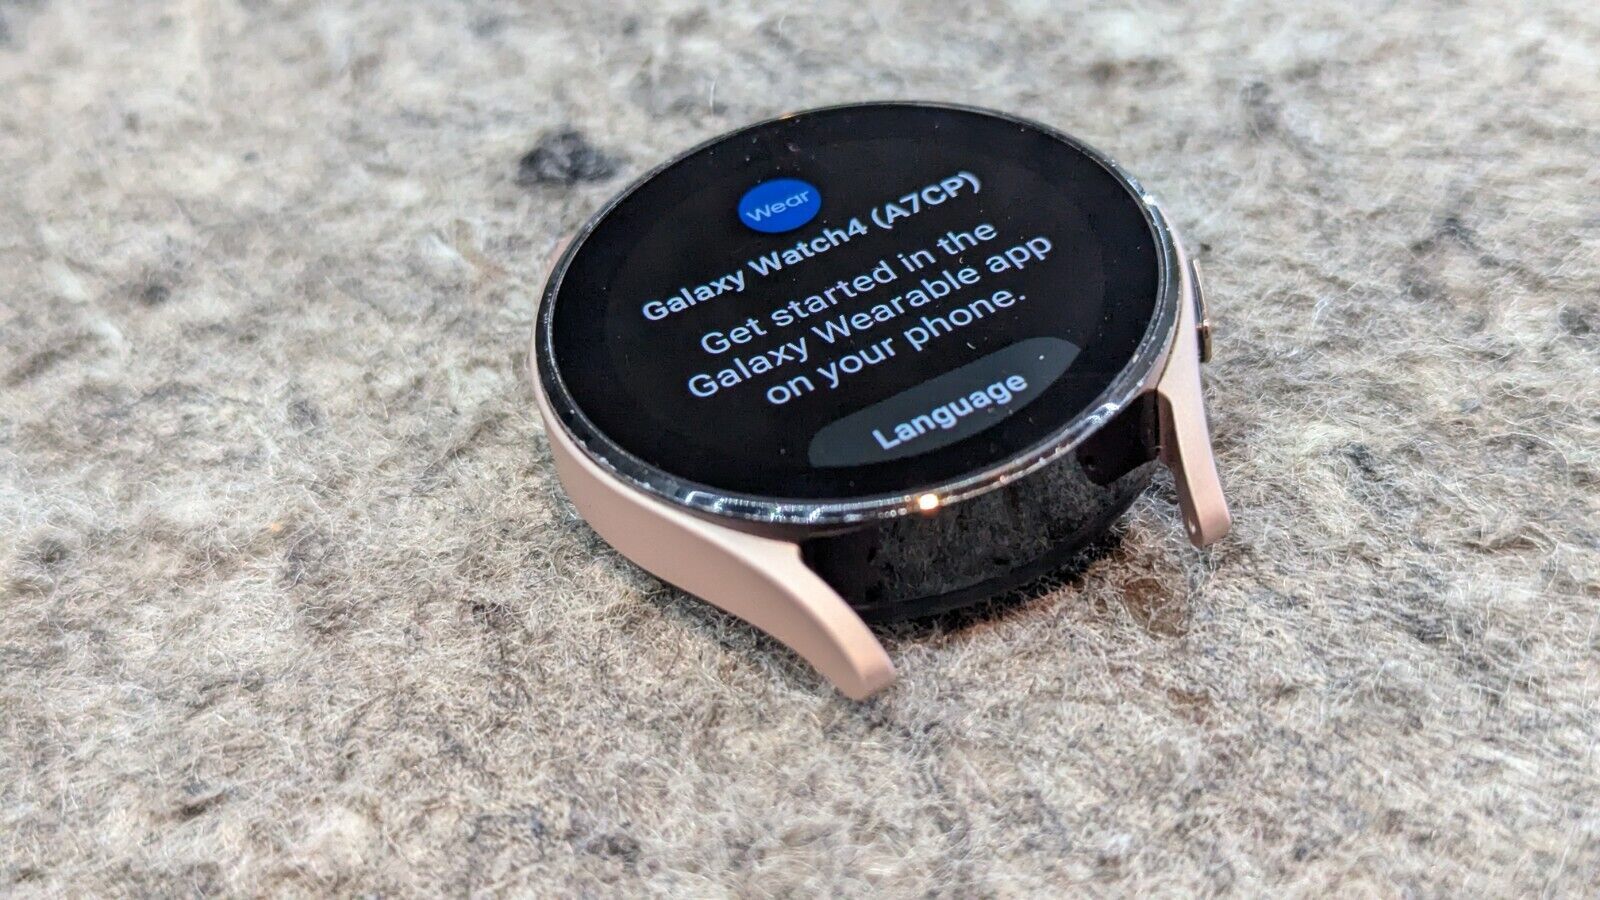 Wear
Galaxy Watch4 (A7CP)
Get started in the
Galaxy Wearable app
on your phone.
Language